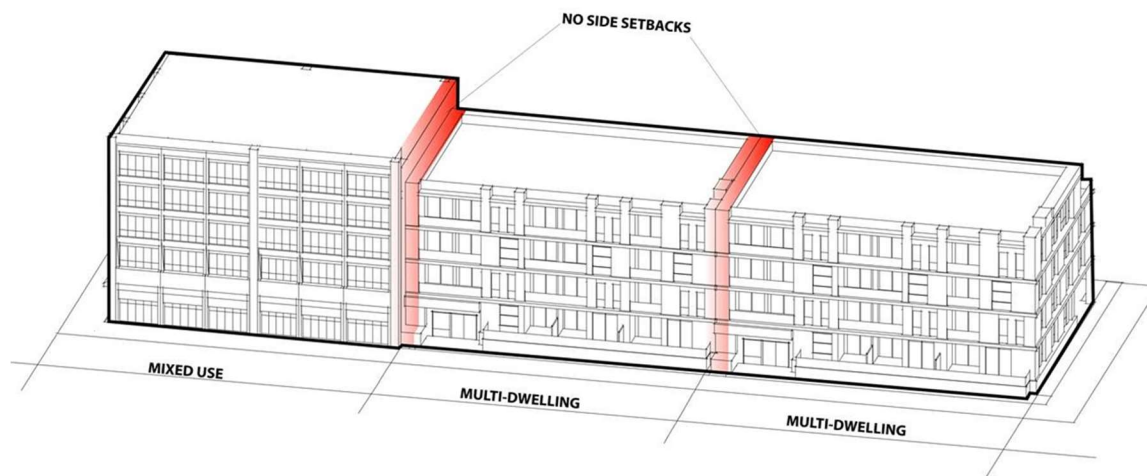 NO SIDE SETBACKS
MIXED USE
MULTI-DWELLING
MULTI-DWELLING